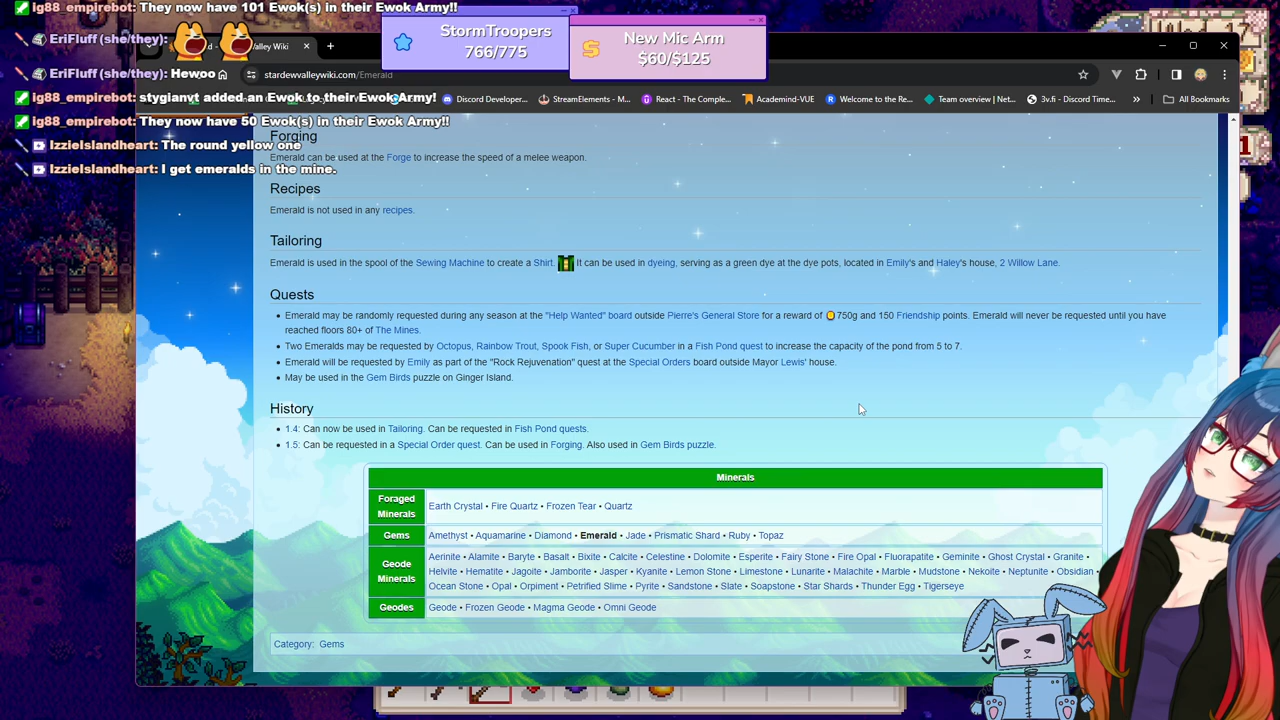 ig88_empirebot: They now have 101 Ewok(s) in their Ewok Army!!
EriFluff (she/they):
EriFluff (she/they): Hewoo
ig88_empirebot: stygiant added an Ewok to their Ewok Army!
ig88_empirebot: They now have 50 Ewok(s) in their Ewok Army!!
IzzieIslandheart: The round yellow one
IzzieIslandheart: I get emeralds in the mine.
StormTroopers
766/775
New Mic Arm
$60/$125
Valley Wiki
stardewvalleywiki.com/Emerald
Discord Developer...
StreamElements - M...
React - The Comple...
Academind-VUE
Welcome to the Re...
Team overview | Net...
3v.fi - Discord Time...
All Bookmarks
Forging
Emerald can be used at the Forge to increase the speed of a melee weapon.
Recipes
Emerald is not used in any recipes.
Tailoring
Emerald is used in the spool of the Sewing Machine to create a Shirt. It can be used in dyeing, serving as a green dye at the dye pots, located in Emily's and Haley's house, 2 Willow Lane.
Quests
• Emerald may be randomly requested during any season at the "Help Wanted" board outside Pierre's General Store for a reward of 750g and 150 Friendship points. Emerald will never be requested until you have
reached floors 80+ of The Mines.
• Two Emeralds may be requested by Octopus, Rainbow Trout, Spook Fish, or Super Cucumber in a Fish Pond quest to increase the capacity of the pond from 5 to 7.
• Emerald will be requested by Emily as part of the "Rock Rejuvenation" quest at the Special Orders board outside Mayor Lewis' house.
• May be used in the Gem Birds puzzle on Ginger Island.
History
• 1.4: Can now be used in Tailoring. Can be requested in Fish Pond quests.
• 1.5: Can be requested in a Special Order quest. Can be used in Forging. Also used in Gem Birds puzzle.
Minerals
Foraged
Minerals
Earth Crystal • Fire Quartz • Frozen Tear • Quartz
Gems
Amethyst • Aquamarine • Diamond • Emerald • Jade • Prismatic Shard • Ruby • Topaz
Geode
Minerals
Aerinite • Alamite • Baryte • Basalt • Bixite • Calcite • Celestine • Dolomite • Esperite • Fairy Stone • Fire Opal • Fluorapatite • Geminite • Ghost Crystal • Granite •
Helvite • Hematite • Jagoite • Jamborite • Jasper • Kyanite • Lemon Stone • Limestone • Lunarite • Malachite • Marble • Mudstone • Nekoite • Neptunite • Obsidian •
Ocean Stone • Opal • Orpiment • Petrified Slime • Pyrite • Sandstone • Slate • Soapstone • Star Shards • Thunder Egg • Tigerseye
Geodes
Geode • Frozen Geode • Magma Geode • Omni Geode
Category: Gems